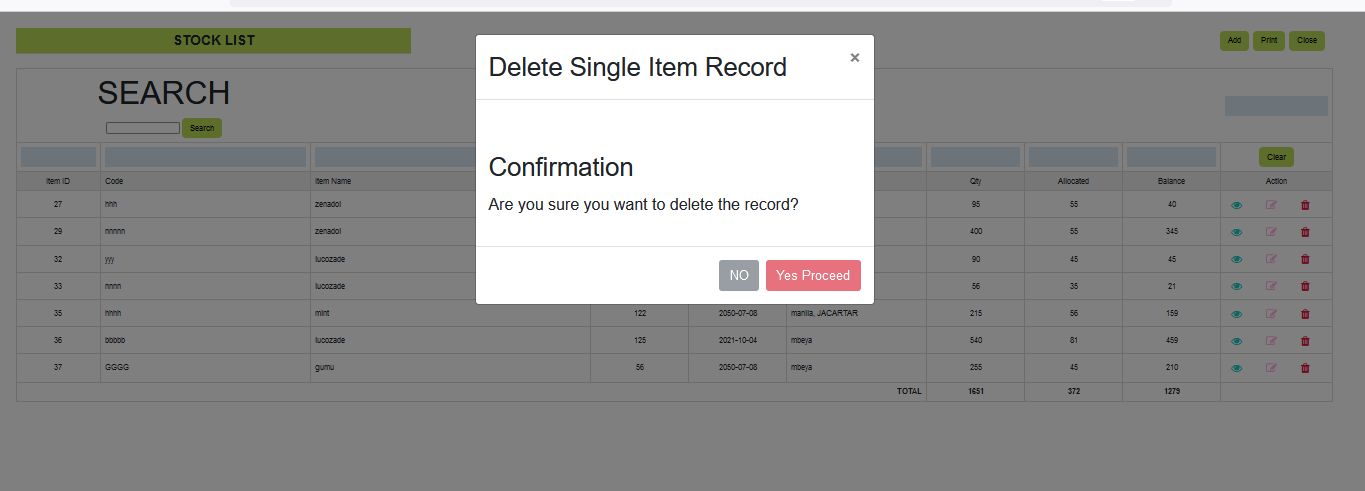 STOCK LIST
Add Print Close
Delete Single Item Record ×
SEARCH
Search
Confirmation
Are you sure you want to delete the record?
NO Yes Proceed
Clear
Item ID Code Item Name Qty Allocated Balance Action
27 hhh zenadol 95 55 40
29 nnnnn zenadol 400 55 345
32 yyy lucozade 90 45 45
33 nnnn lucozade 56 35 21
35 hhhh mint 122 2050-07-08 manila, JACARTAR 215 56 159
36 bbbbb lucozade 125 2021-10-04 mbeya 540 81 459
37 GGGG gumu 56 2050-07-08 mbeya 255 45 210
TOTAL 1651 372 1279